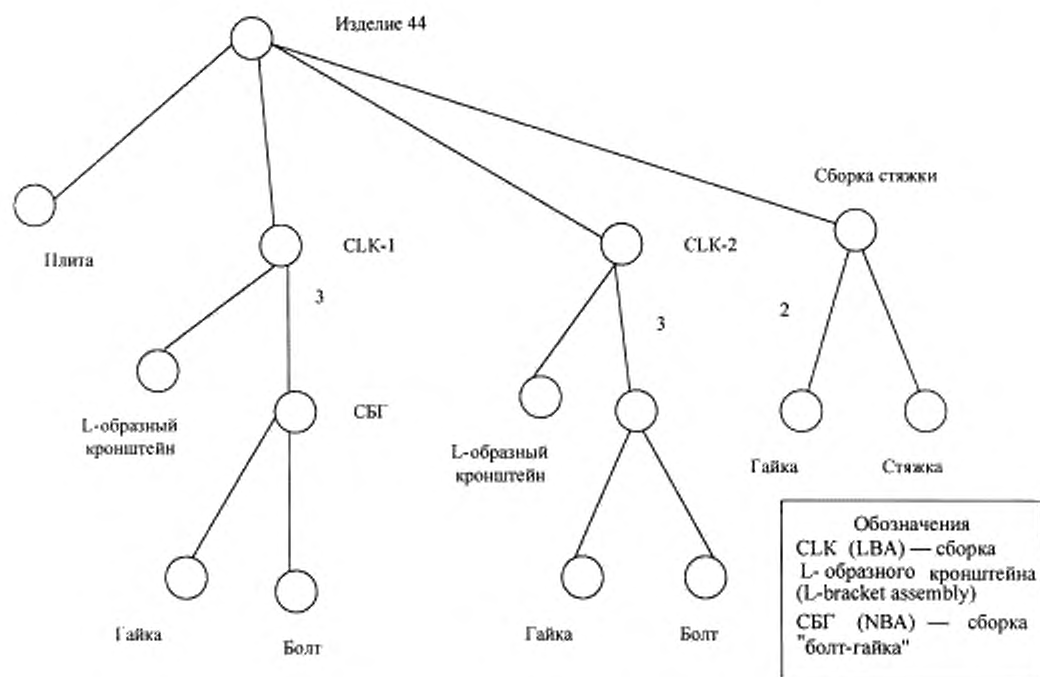 Изделие 44
Сборка стяжки
Плита
CLK-1
CLK-2
3
3
2
L-образный
кронштейн
СБГ
L-образный
кронштейн
Гайка
Стяжка
Гайка
Болт
Гайка
Болт
Обозначения
CLK (LBA) — сборка
L- образного кронштейна
(L-bracket assembly)
СБГ (NBA) — сборка
"болт-гайка"